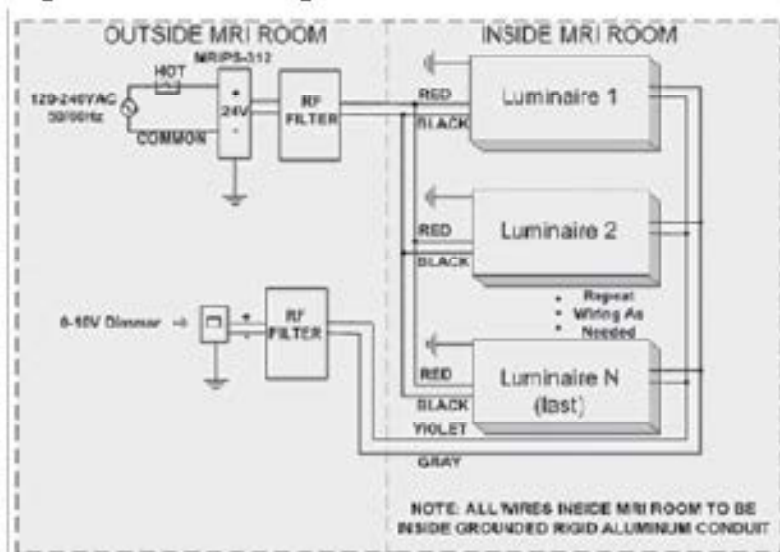 OUTSIDE MRI ROOM
INSIDE MRI ROOM
MRIPS-312
HOT
120-240VAC
50/60Hz
COMMON
+
24V
-
RF
FILTER
RED
BLACK
Luminaire 1
RED
BLACK
Luminaire 2
• Repeat
• Wiring As
• Needed
0-10V Dimmer
+
-
RF
FILTER
RED
BLACK
Luminaire N
(last)
VIOLET
GRAY
NOTE: ALL WIRES INSIDE MRI ROOM TO BE
INSIDE GROUNDED RIGID ALUMINUM CONDUIT